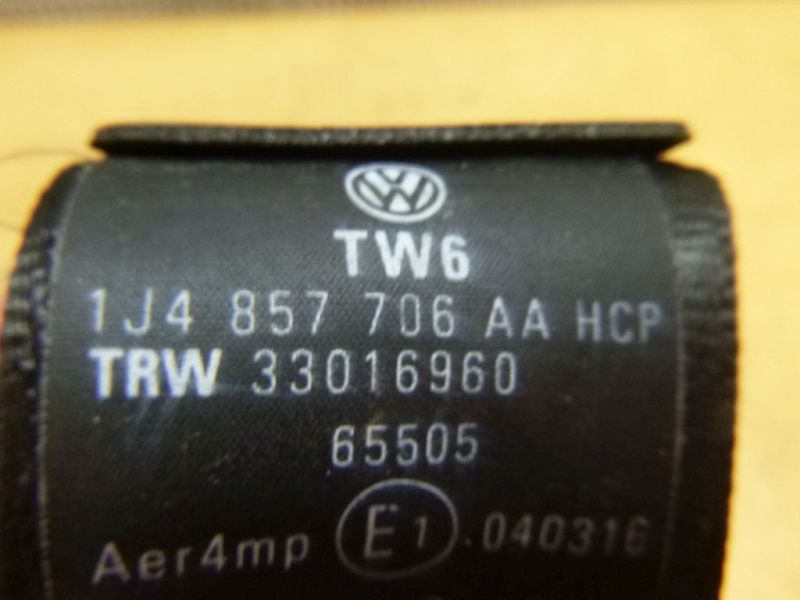 TW6
1J4 857 706 AA HCP
TRW 33016960
65505
Aer4mp E1 .040316